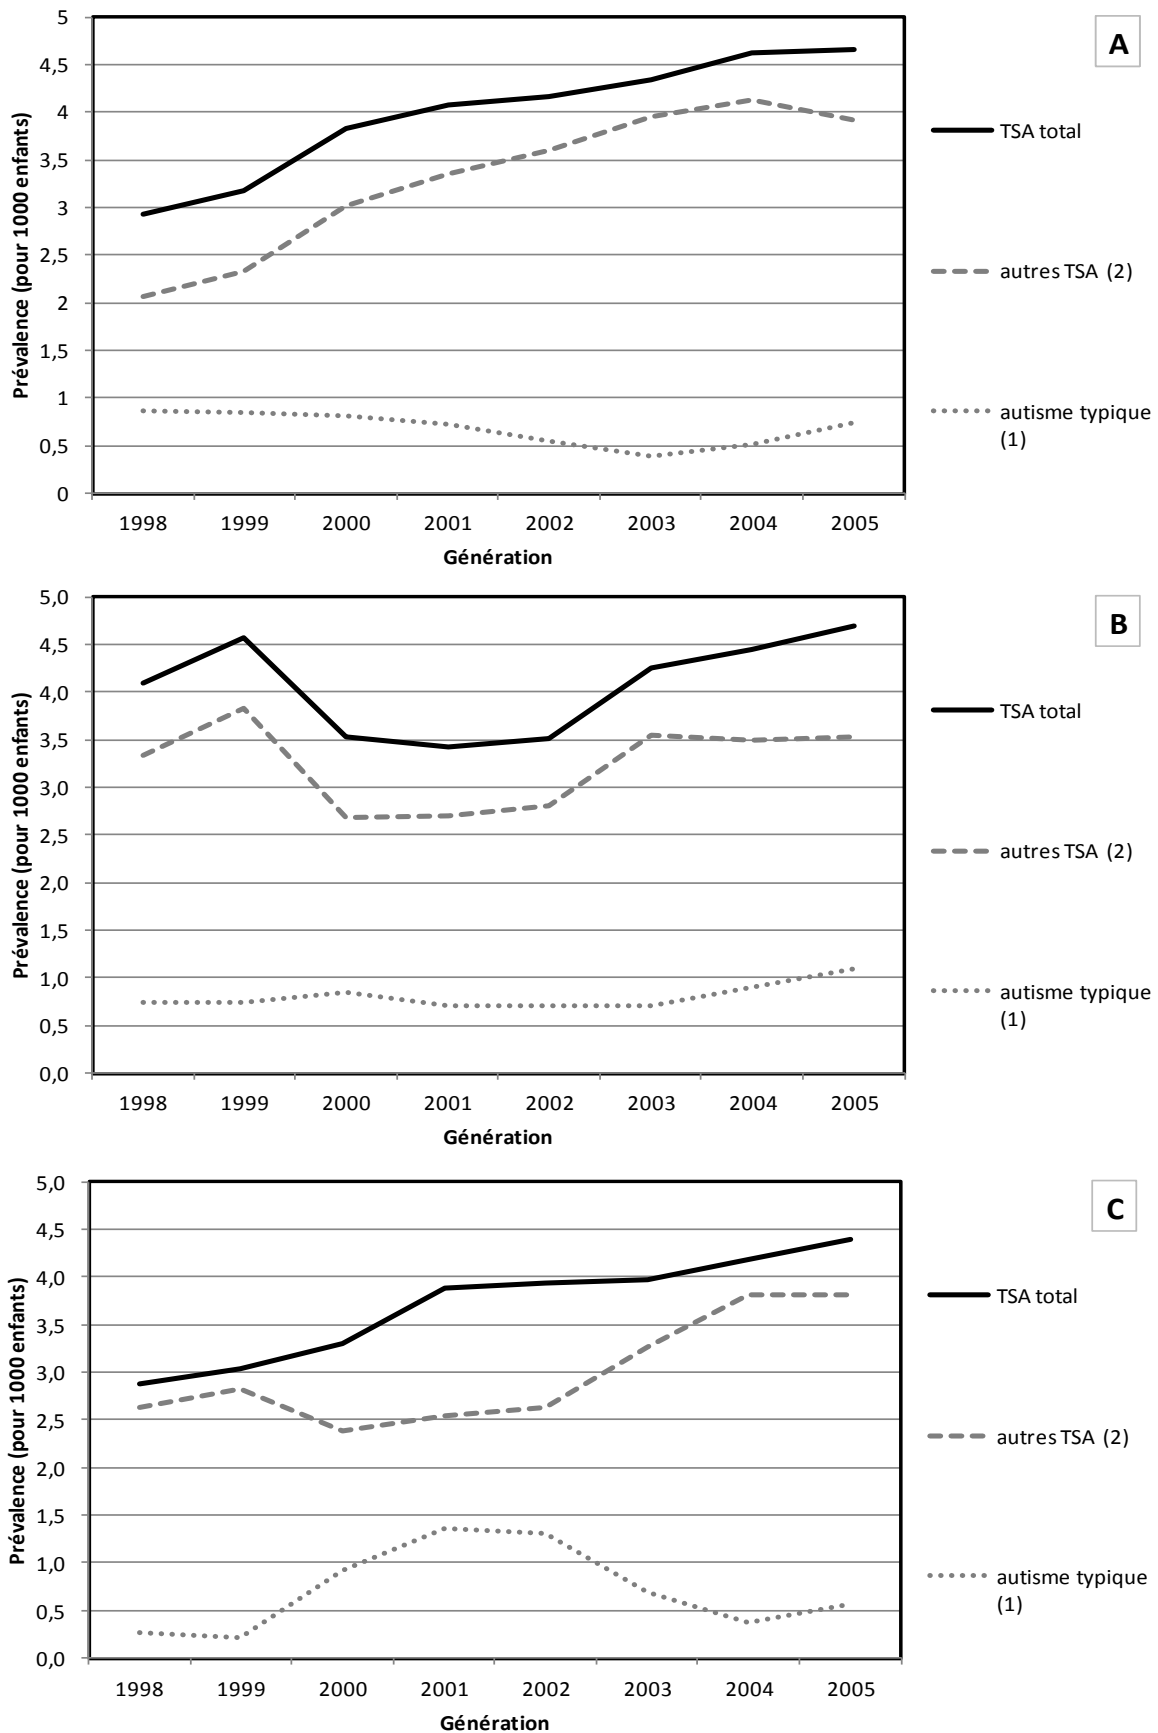 Prévalence (pour 1000 enfants)
5
4,5
4
3,5
3
2,5
2
1,5
1
0,5
0
1998 1999 2000 2001 2002 2003 2004 2005
Génération
A
TSA total
autres TSA (2)
autisme typique
(1)
Prévalence (pour 1000 enfants)
5,0
4,5
4,0
3,5
3,0
2,5
2,0
1,5
1,0
0,5
0,0
1998 1999 2000 2001 2002 2003 2004 2005
Génération
B
TSA total
autres TSA (2)
autisme typique
(1)
Prévalence (pour 1000 enfants)
5,0
4,5
4,0
3,5
3,0
2,5
2,0
1,5
1,0
0,5
0,0
1998 1999 2000 2001 2002 2003 2004 2005
Génération
C
TSA total
autres TSA (2)
autisme typique
(1)